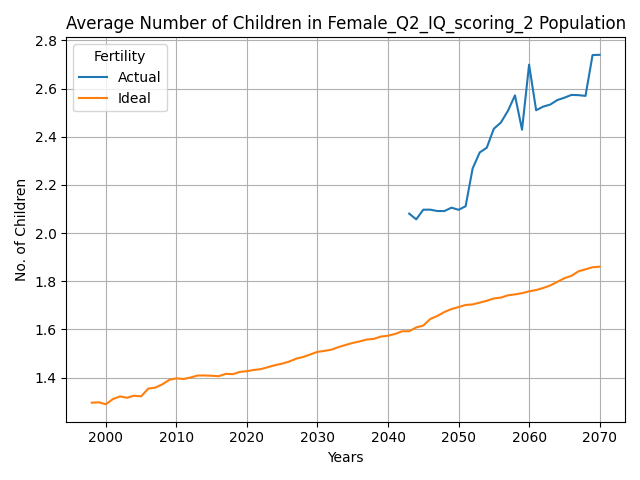 Average Number of Children in Female_Q2_IQ_scoring_2 Population
Fertility
Actual
Ideal
No. of Children
2.8
2.6
2.4
2.2
2.0
1.8
1.6
1.4
2000 2010 2020 2030 2040 2050 2060 2070
Years